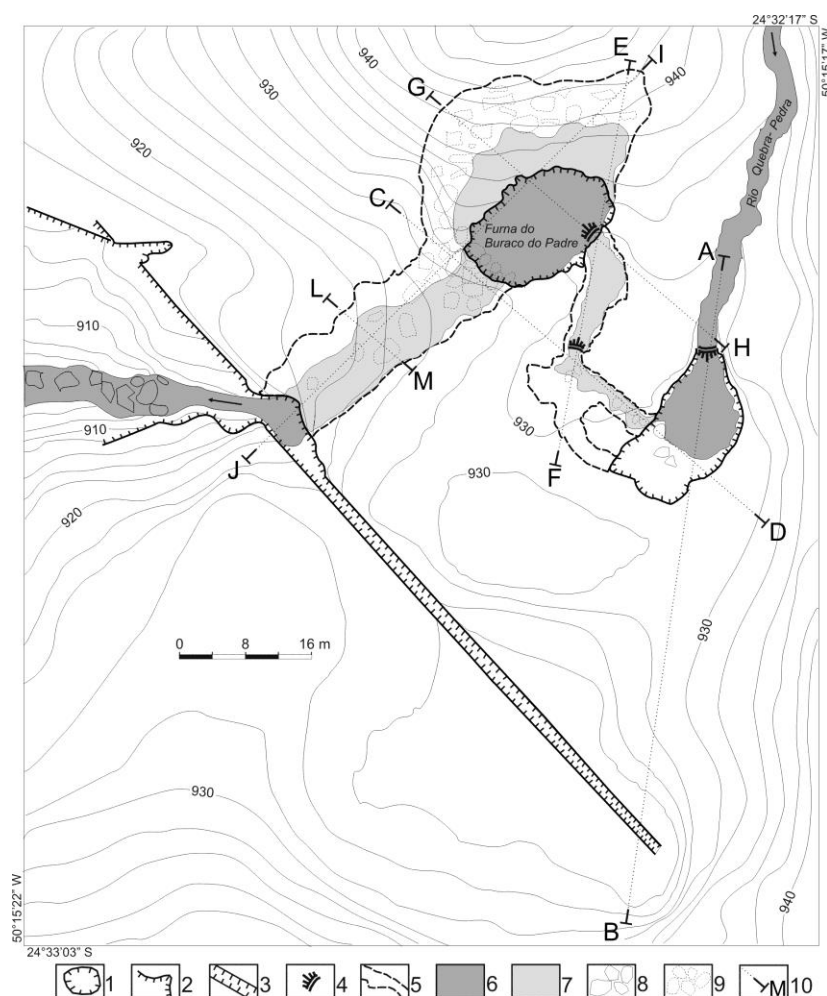 24°32'17" S
50°15'17" W
E
I
940
940
930
G
Rio Quebra-Pedra
920
C
Furna do
Buraco do Padre
A
L
910
H
M
930
910
J
F
930
920
D
0 8 16 m
930
930
B
940
50°15'22" W
24°33'03" S
1 2 3 4 5 6 7 8 9 M 10